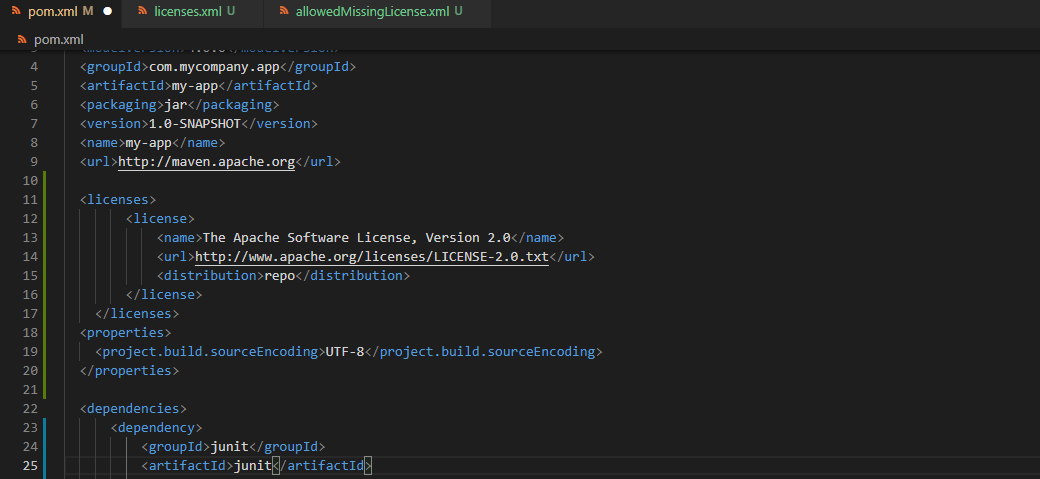 pom.xml M licenses.xml U allowedMissingLicense.xml U
pom.xml
4 <groupId>com.mycompany.app</groupId>
5 <artifactId>my-app</artifactId>
6 <packaging>jar</packaging>
7 <version>1.0-SNAPSHOT</version>
8 <name>my-app</name>
9 <url>http://maven.apache.org</url>
10
11 <licenses>
12 <license>
13 <name>The Apache Software License, Version 2.0</name>
14 <url>http://www.apache.org/licenses/LICENSE-2.0.txt</url>
15 <distribution>repo</distribution>
16 </license>
17 </licenses>
18 <properties>
19 <project.build.sourceEncoding>UTF-8</project.build.sourceEncoding>
20 </properties>
21
22 <dependencies>
23 <dependency>
24 <groupId>junit</groupId>
25 <artifactId>junit</artifactId>